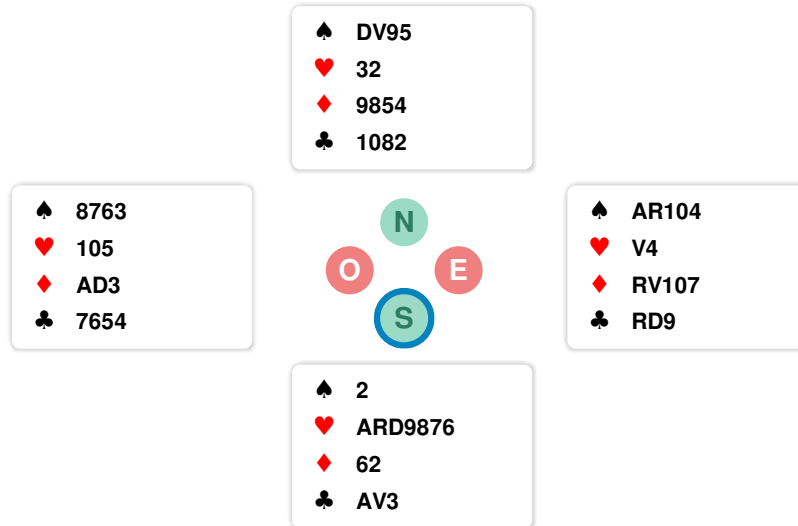 ♠ DV95
♥ 32
♦ 9854
♣ 1082
♠ 8763
♥ 105
♦ AD3
♣ 7654
N
O E
S
♠ AR104
♥ V4
♦ RV107
♣ RD9
♠ 2
♥ ARD9876
♦ 62
♣ AV3